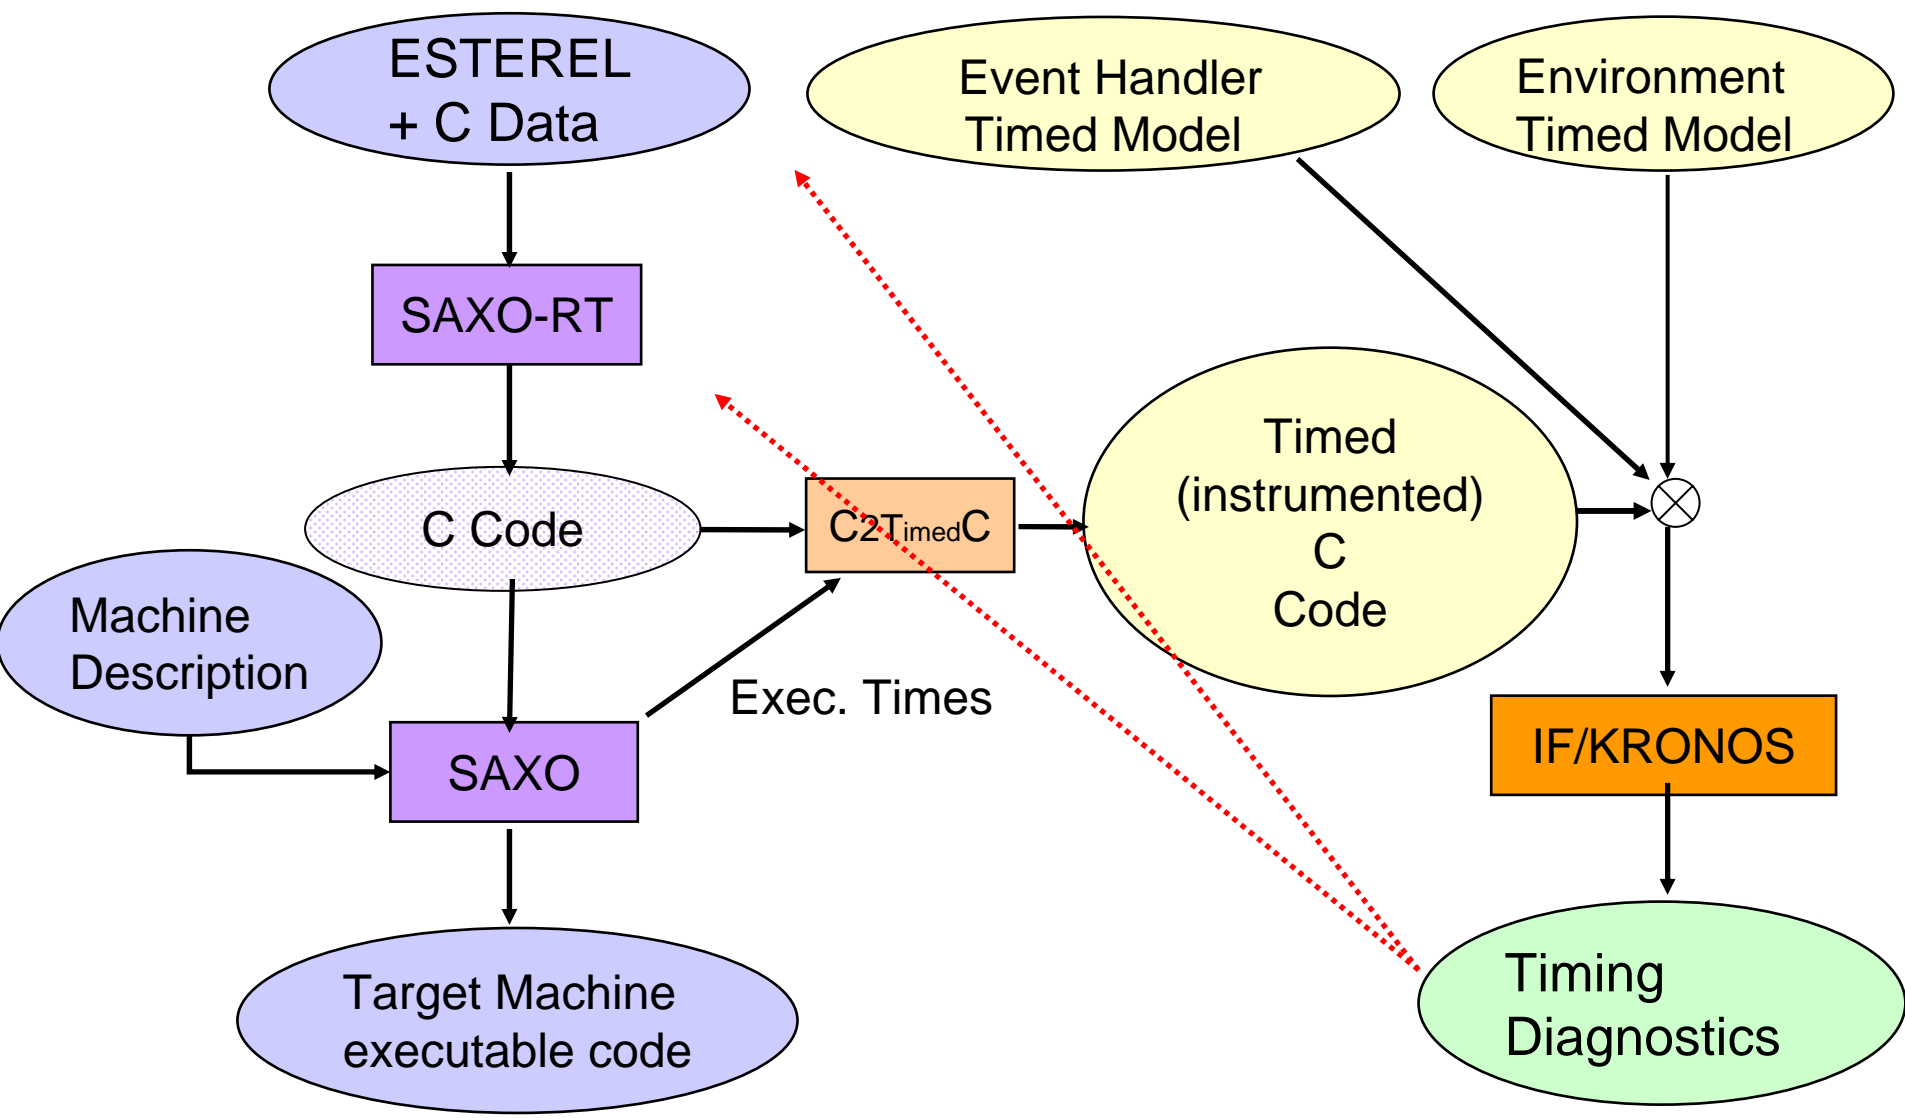 ESTEREL
+ C Data
Event Handler
Timed Model
Environment
Timed Model
SAXO-RT
C Code
C2TimedC
Timed
(instrumented)
C
Code
Machine
Description
Exec. Times
SAXO
IF/KRONOS
Target Machine
executable code
Timing
Diagnostics